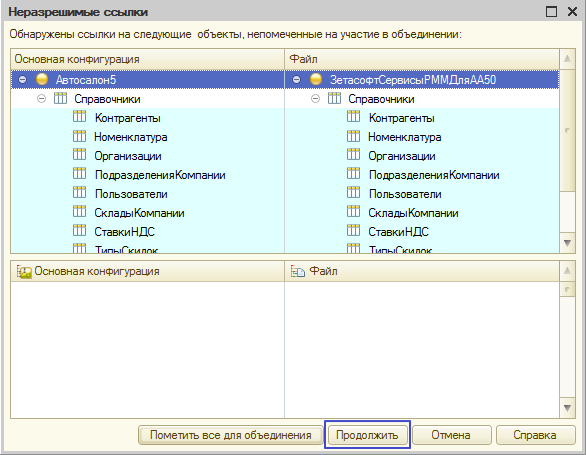 Неразрешимые ссылки
Обнаружены ссылки на следующие объекты, непомеченные на участие в объединении:
Основная конфигурация Файл
Автосалон5 ЗетасофтСервисыРММДляАА50
Справочники Справочники
Контрагенты Контрагенты
Номенклатура Номенклатура
Организации Организации
ПодразделенияКомпании ПодразделенияКомпании
Пользователи Пользователи
СкладыКомпании СкладыКомпании
СтавкиНДС СтавкиНДС
ТипыСкидок ТипыСкидок
Основная конфигурация Файл
Пометить все для объединения Продолжить Отмена Справка